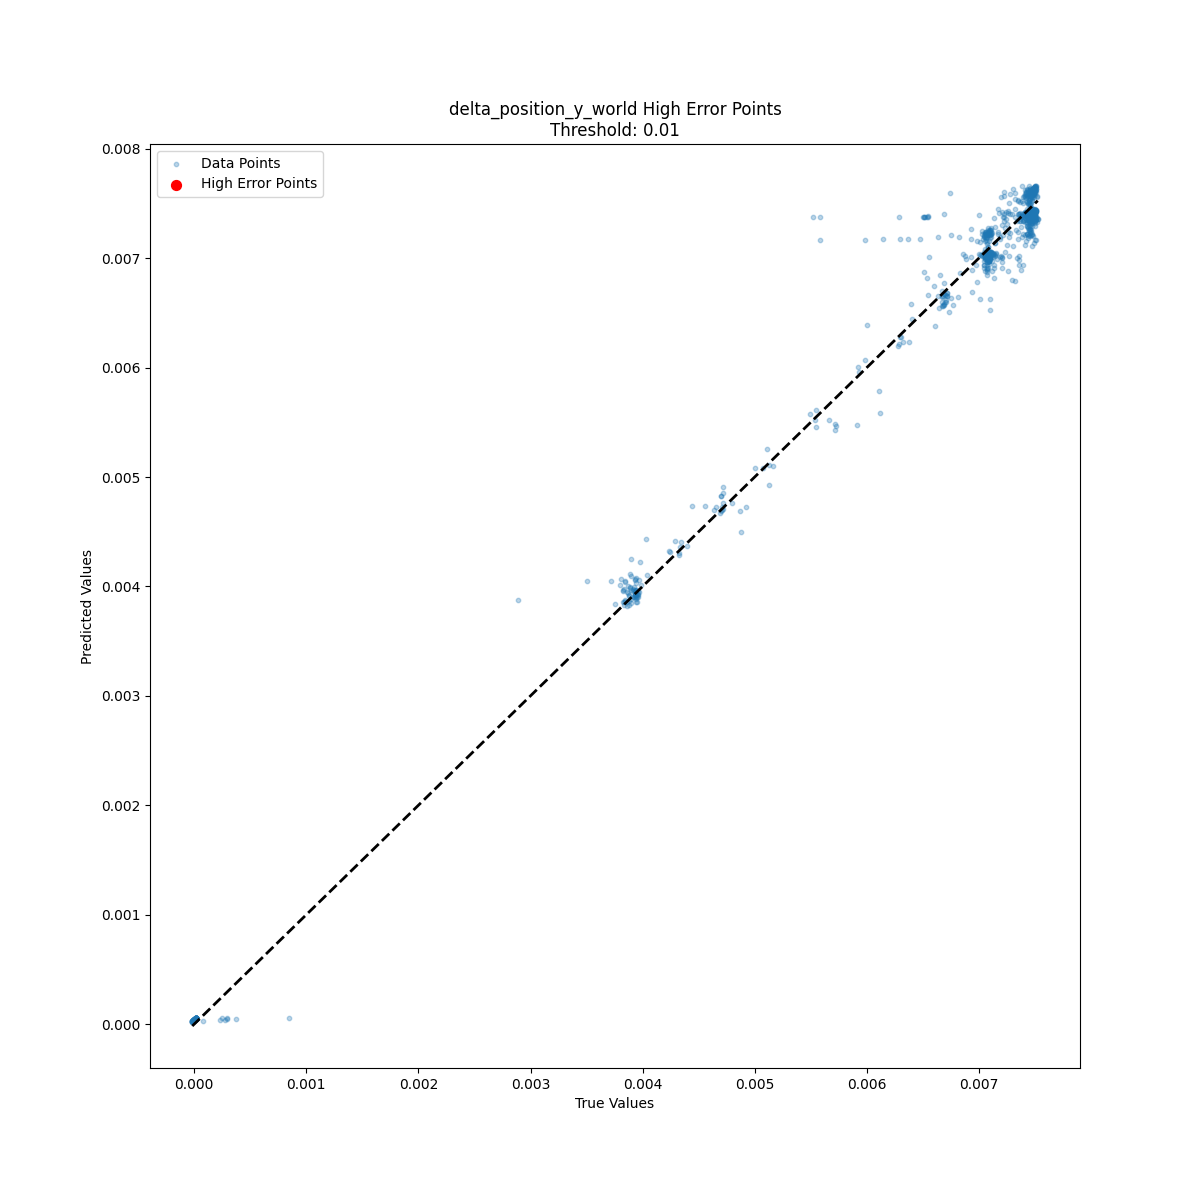 delta_position_y_world High Error Points
Threshold: 0.01
Data Points
High Error Points
0.008
0.007
0.006
0.005
0.004
0.003
0.002
0.001
0.000
Predicted Values
0.000 0.001 0.002 0.003 0.004 0.005 0.006 0.007
True Values